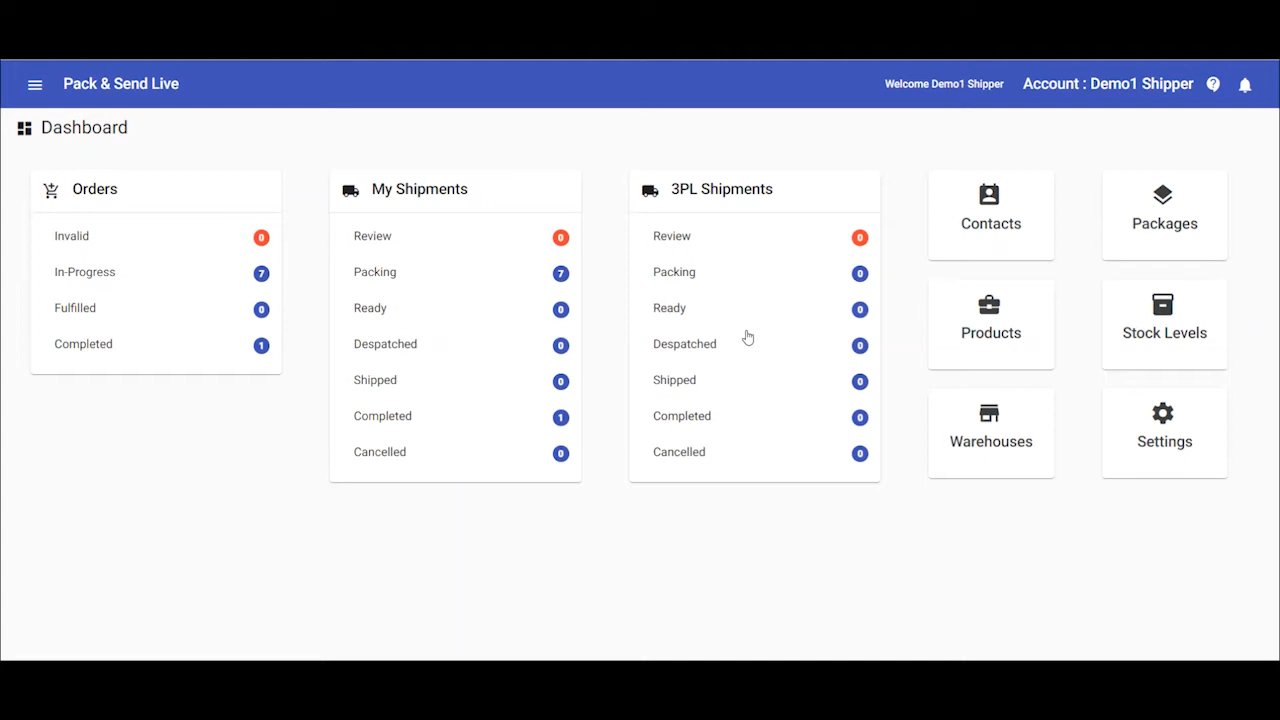 Pack & Send Live
Welcome Demo1 Shipper
Account : Demo1 Shipper
Dashboard
Orders
Invalid 0
In-Progress 7
Fulfilled 0
Completed 1
My Shipments
Review 0
Packing 7
Ready 0
Despatched 0
Shipped 0
Completed 1
Cancelled 0
3PL Shipments
Review 0
Packing 0
Ready 0
Despatched 0
Shipped 0
Completed 0
Cancelled 0
Contacts
Packages
Products
Stock Levels
Warehouses
Settings